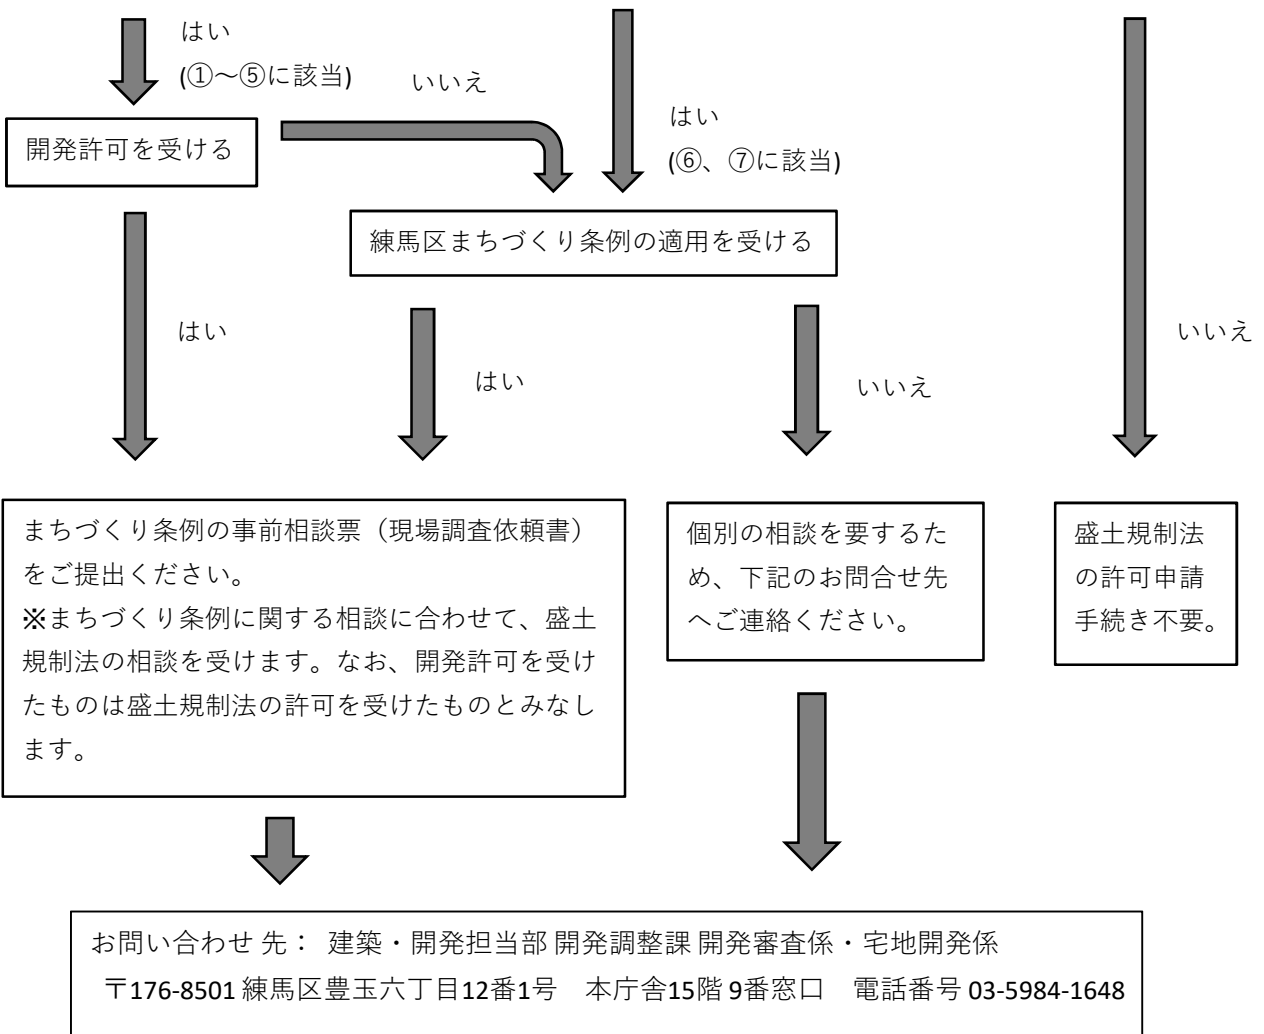 はい
(①～⑤に該当)
いいえ
はい
(⑥、⑦に該当)
開発許可を受ける
練馬区まちづくり条例の適用を受ける
はい
はい
いいえ
いいえ
まちづくり条例の事前相談票（現場調査依頼書）
をご提出ください。
※まちづくり条例に関する相談に合わせて、盛土
規制法の相談を受けます。なお、開発許可を受け
たものは盛土規制法の許可を受けたものとみなし
ます。
個別の相談を要するた
め、下記のお問合せ先
へご連絡ください。
盛土規制法
の許可申請
手続き不要。
お問い合わせ 先： 建築・開発担当部 開発調整課 開発審査係・宅地開発係
〒176-8501 練馬区豊玉六丁目12番1号　本庁舎15階 9番窓口　電話番号 03-5984-1648